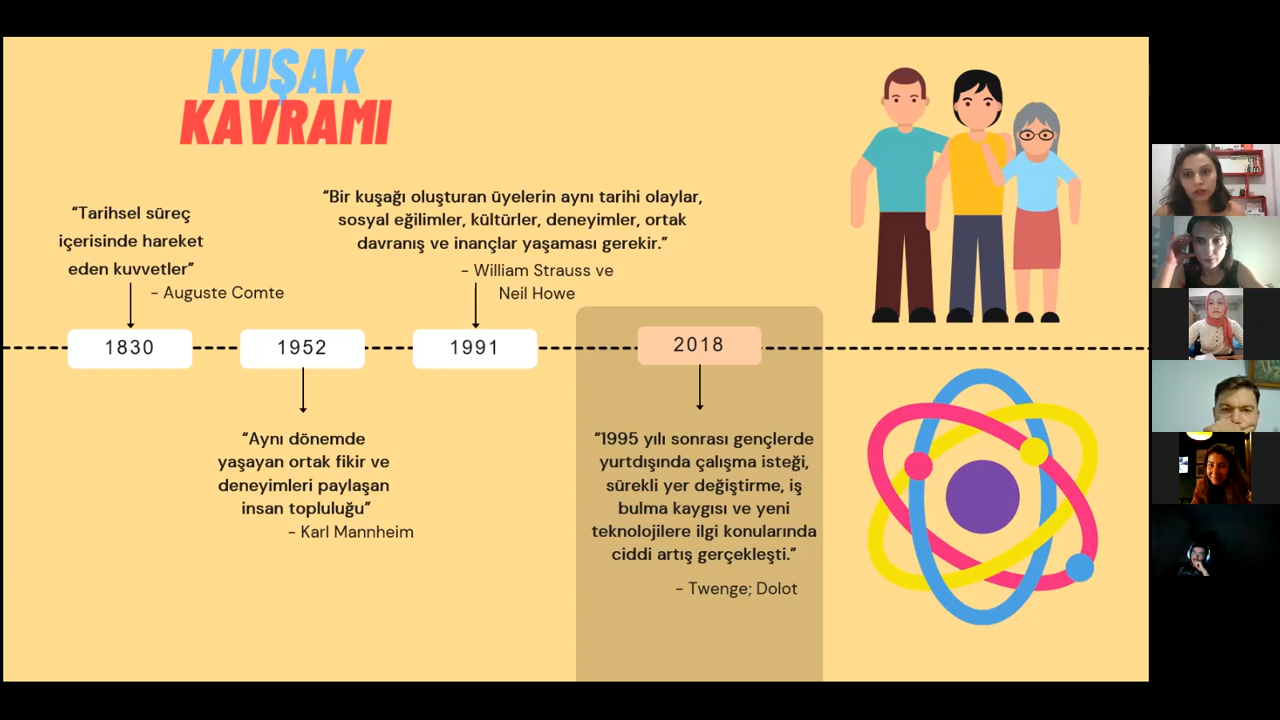 KUŞAK
KAVRAMI
“Tarihsel süreç
içerisinde hareket
eden kuvvetler”
- Auguste Comte
“Bir kuşağı oluşturan üyelerin aynı tarihi olaylar,
sosyal eğilimler, kültürler, deneyimler, ortak
davranış ve inançlar yaşaması gerekir.”
- William Strauss ve
Neil Howe
1830
1952
1991
2018
“Aynı dönemde
yaşayan ortak fikir ve
deneyimleri paylaşan
insan topluluğu”
- Karl Mannheim
“1995 yılı sonrası gençlerde
yurtdışında çalışma isteği,
sürekli yer değiştirme, iş
bulma kaygısı ve yeni
teknolojilere ilgi konularında
ciddi artış gerçekleşti.”
- Twenge; Dolot